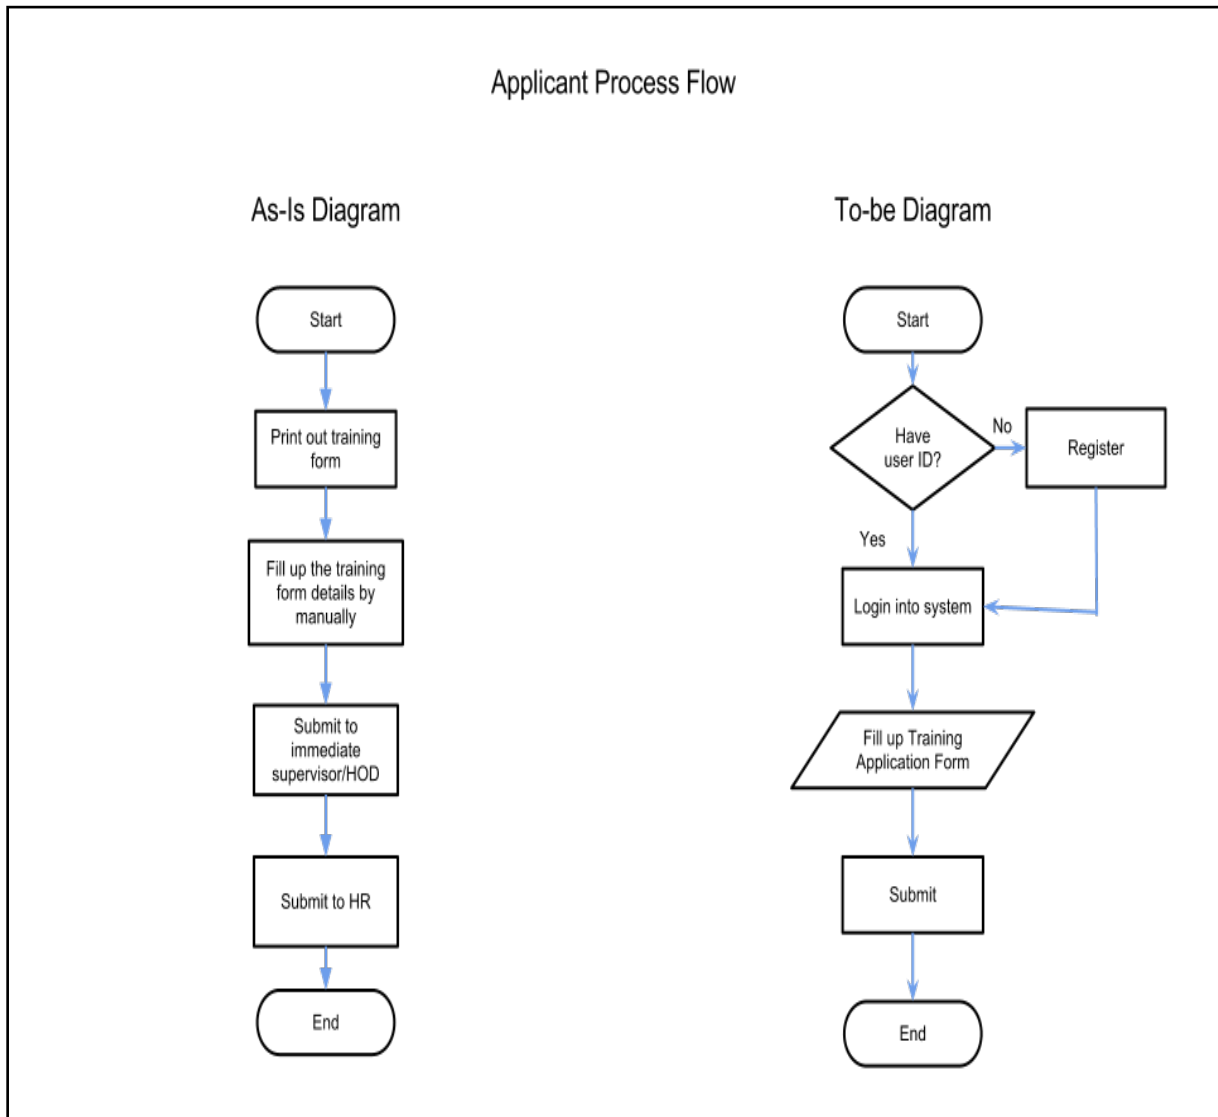 Applicant Process Flow
As-Is Diagram
Start
Print out training
form
Fill up the training
form details by
manually
Submit to
immediate
supervisor/HOD
Submit to HR
End
To-be Diagram
Start
Have
user ID?
No
Register
Yes
Login into system
Fill up Training
Application Form
Submit
End